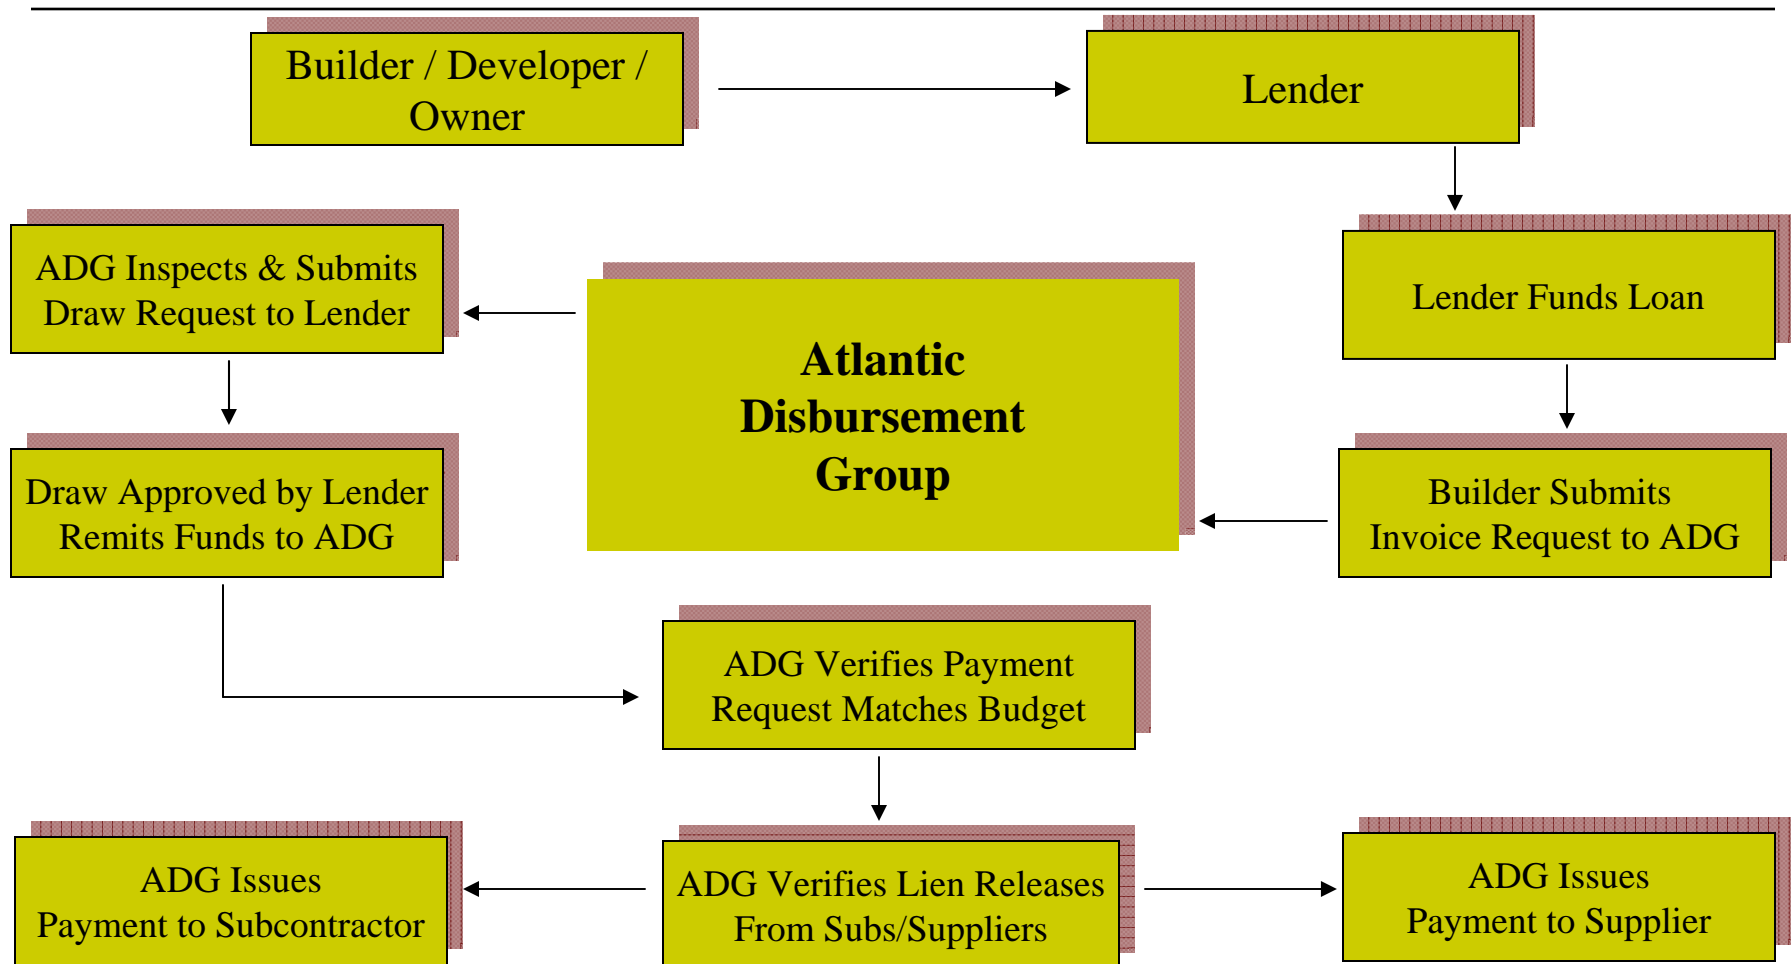 Builder / Developer /
Owner
Lender
ADG Inspects & Submits
Draw Request to Lender
Lender Funds Loan
Atlantic
Disbursement
Group
Draw Approved by Lender
Remits Funds to ADG
Builder Submits
Invoice Request to ADG
ADG Verifies Payment
Request Matches Budget
ADG Issues
Payment to Subcontractor
ADG Verifies Lien Releases
From Subs/Suppliers
ADG Issues
Payment to Supplier